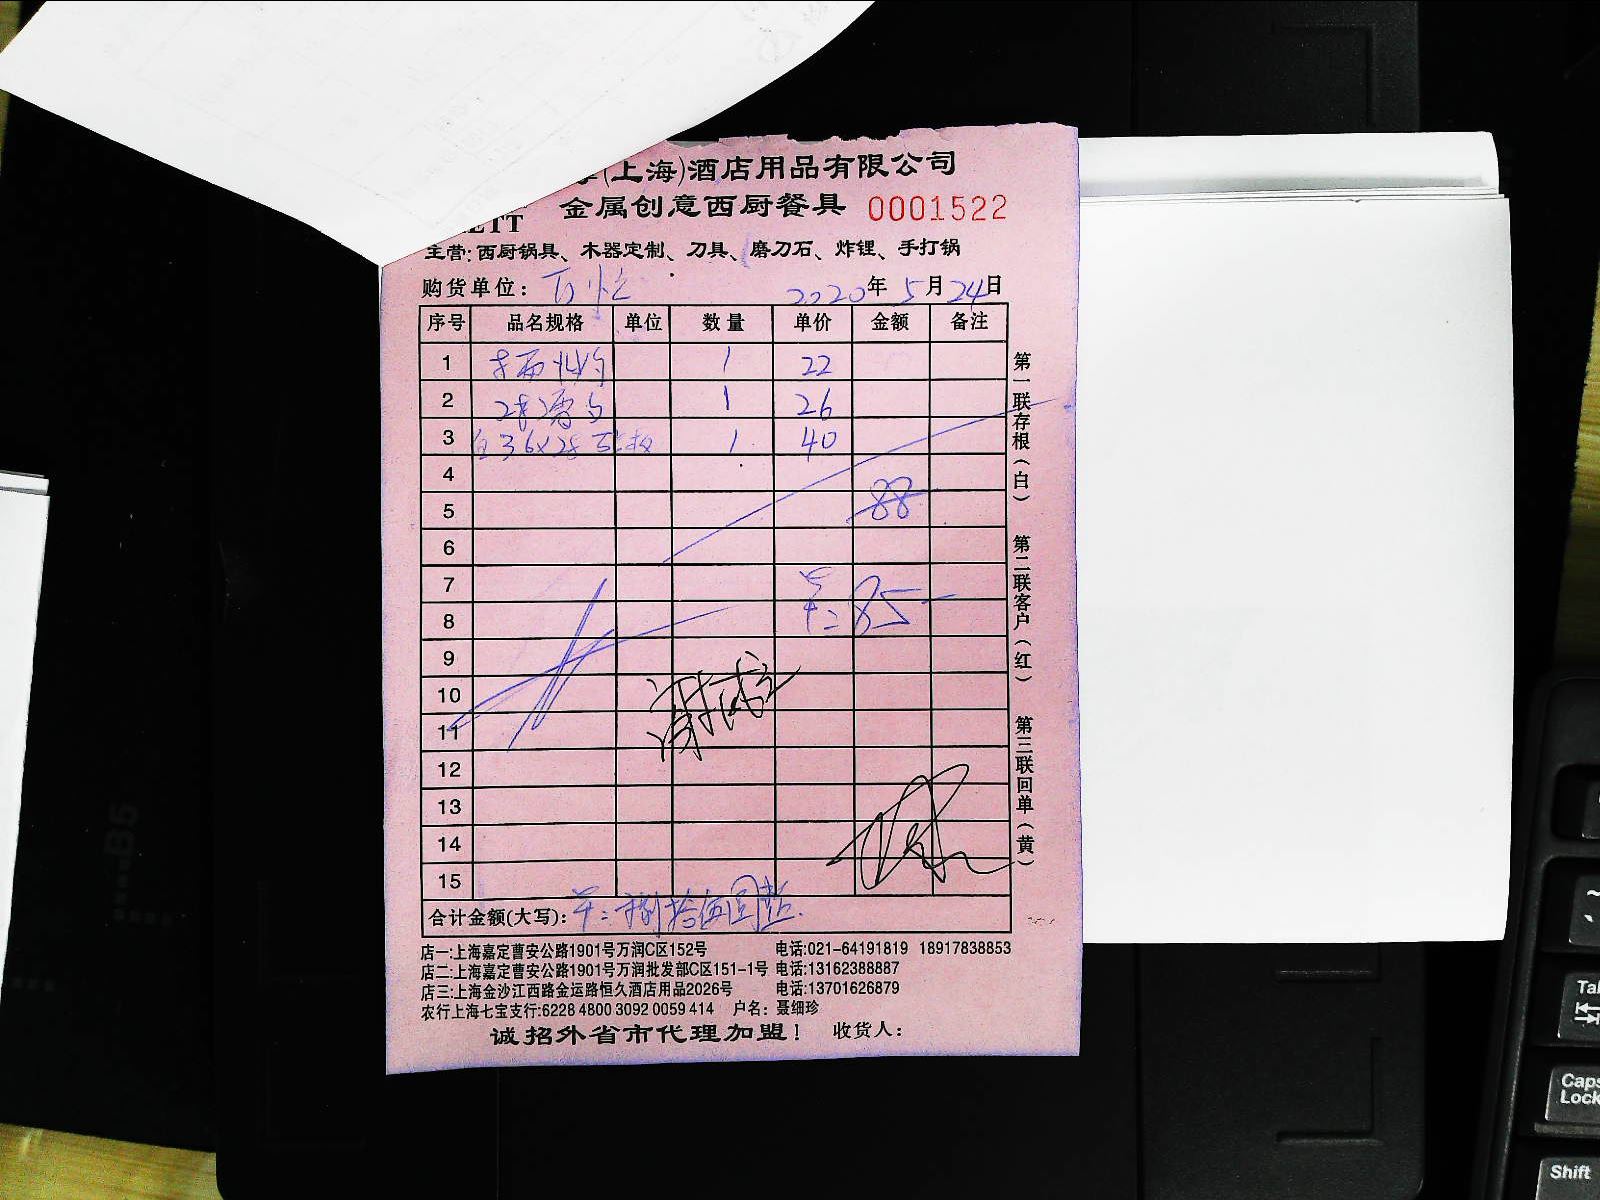 (上海)酒店用品有限公司
ETT 金属创意西厨餐具 0001522
主营:西厨锅具、木器定制、刀具、磨刀石、炸锂、手打锅
购货单位: 2020年5月24日
序号 品名规格 单位 数量 单价 金额 备注
1 1 22
2 1 26
3 36x28 1 40
4
5 88
6
7
8 85
9
10
11
12
13
14
15
合计金额(大写): 捌拾伍圆整
第一联存根(白) 第二联客户(红) 第三联回单(黄)
店一:上海嘉定曹安公路1901号万润C区152号 电话:021-64191819 18917838853
店二:上海嘉定曹安公路1901号万润批发部C区151-1号 电话:13162388887
店三:上海金沙江西路金运路恒久酒店用品2026号 电话:13701626879
农行上海七宝支行:6228 4800 3092 0059 414 户名:聂细珍
诚招外省市代理加盟! 收货人:
Caps
Lock
Shift